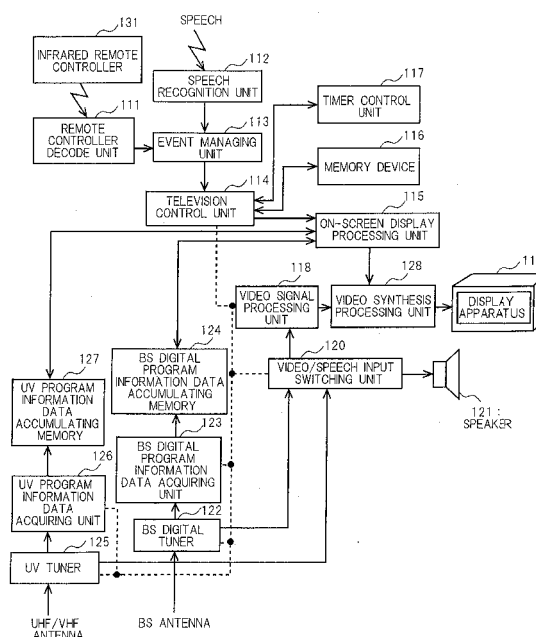 131
SPEECH
INFRARED REMOTE
CONTROLLER
112
SPEECH
RECOGNITION UNIT
117
TIMER CONTROL
UNIT
111
REMOTE
CONTROLLER
DECODE UNIT
113
EVENT MANAGING
UNIT
116
MEMORY DEVICE
114
TELEVISION
CONTROL UNIT
115
ON-SCREEN DISPLAY
PROCESSING UNIT
118
VIDEO SIGNAL
PROCESSING
UNIT
128
VIDEO SYNTHESIS
PROCESSING UNIT
11
DISPLAY
APPARATUS
124
BS DIGITAL
PROGRAM
INFORMATION DATA
ACCUMULATING
MEMORY
120
VIDEO/SPEECH INPUT
SWITCHING UNIT
127
UV PROGRAM
INFORMATION
DATA
ACCUMULATING
MEMORY
121 :
SPEAKER
123
BS DIGITAL
PROGRAM
INFORMATION
DATA ACQUIRING
UNIT
126
UV PROGRAM
INFORMATION
DATA
ACQUIRING UNIT
122
BS DIGITAL
TUNER
125
UV TUNER
UHF/VHF
ANTENNA
BS ANTENNA